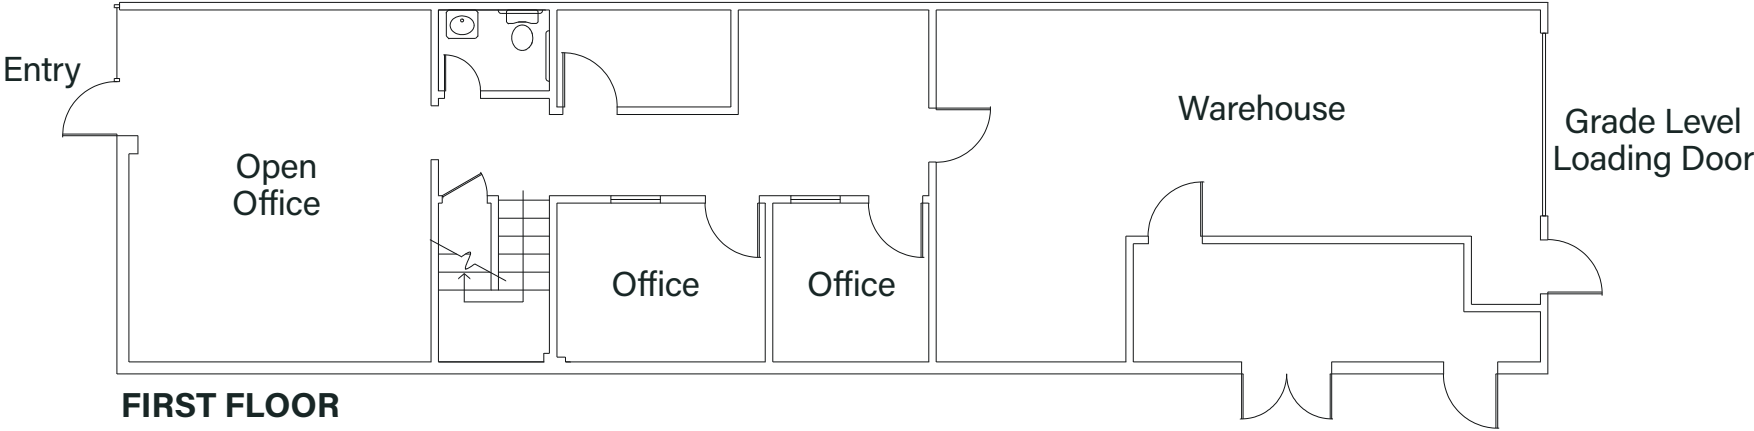 Entry
Open
Office
Office
Office
Warehouse
Grade Level
Loading Door
FIRST FLOOR